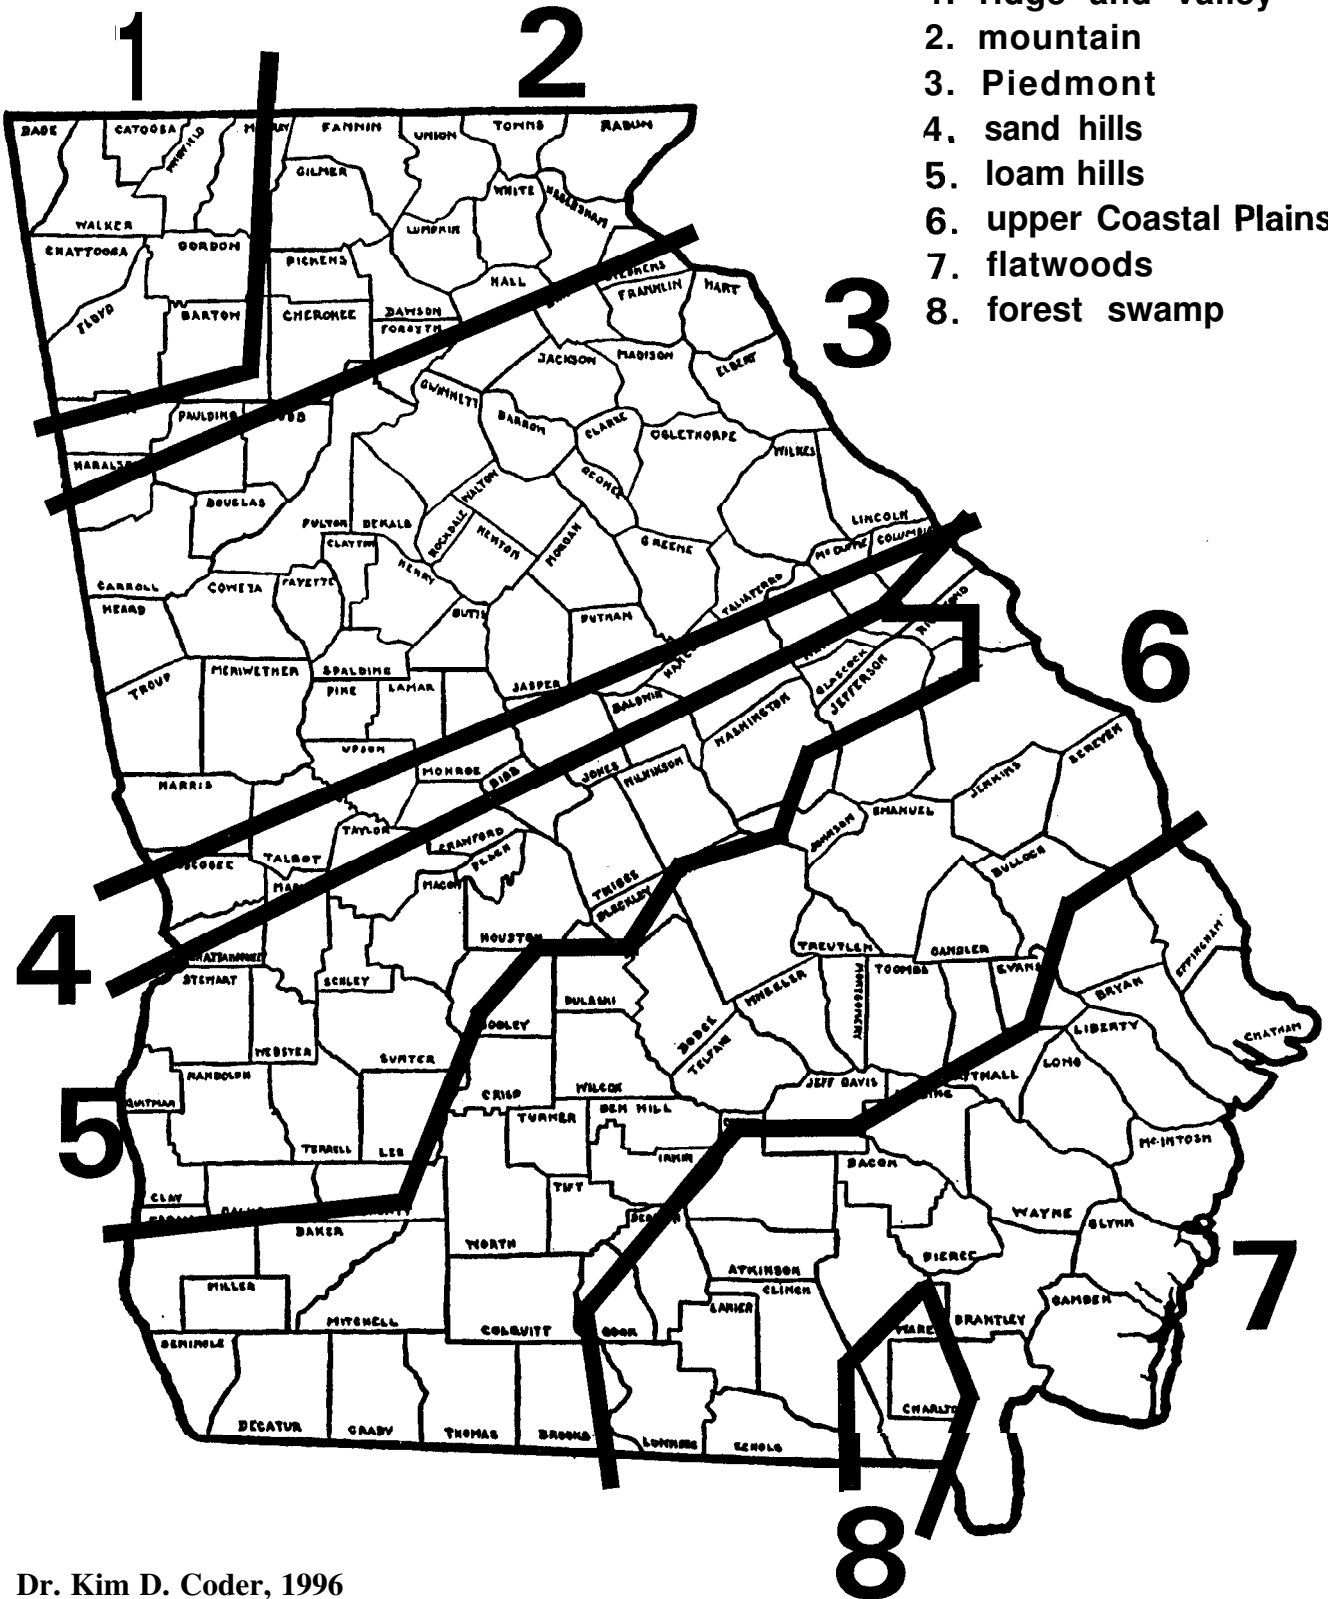 1. ridge and valley
2. mountain
3. Piedmont
4. sand hills
5. loam hills
6. upper Coastal Plains
7. flatwoods
8. forest swamp
1
2
DADE
CATOOSA
FANNIN
UNION
TOWNS
RABUN
GILMER
WHITE
HABERSHAM
WALKER
LUMPKIN
CHATTOOGA
GORDON
PICKENS
HALL
FRANKLIN
HART
FLOYD
BARTOW
CHEROKEE
DAWSON
FORSYTH
3
JACKSON
MADISON
ELBERT
GWINNETT
PAULDING
BARROW
CLARKE
OGLETHORPE
WILKES
OCONEE
WALTON
DOUGLAS
FULTON
DEKALB
ROCKDALE
NEWTON
MORGAN
GREENE
LINCOLN
CLAYTON
HENRY
CARROLL
HEARD
COWETA
FAYETTE
BUTTS
PUTNAM
TALIAFERRO
6
TROUP
MERIWETHER
SPALDING
PIKE
LAMAR
JASPER
BALDWIN
WASHINGTON
GLASCOCK
JEFFERSON
UPSON
MONROE
BIBB
JONES
WILKINSON
JENKINS
SCREVEN
HARRIS
TALBOT
TAYLOR
CRAWFORD
PEACH
EMANUEL
JOHNSON
BULLOCH
MACON
TWIGGS
BLECKLEY
4
STEWART
SCHLEY
HOUSTON
TREUTLEN
CANDLER
EVANS
EFFINGHAM
PULASKI
WHEELER
MONTGOMERY
TOOMBS
BRYAN
DODGE
TELFAIR
LIBERTY
CHATHAM
WEBSTER
SUMTER
LONG
5
QUITMAN
RANDOLPH
CRISP
WILCOX
JEFF DAVIS
TURNER
BEN HILL
MCINTOSH
TERRELL
LEE
IRWIN
BACON
CLAY
TIFT
WAYNE
GLYNN
BAKER
WORTH
PIERCE
7
MILLER
ATKINSON
CLINCH
LANIER
CAMDEN
MITCHELL
COLQUITT
COOK
BRANTLEY
SEMINOLE
DECATUR
GRADY
THOMAS
BROOKS
ECHOLS
8
Dr. Kim D. Coder, 1996